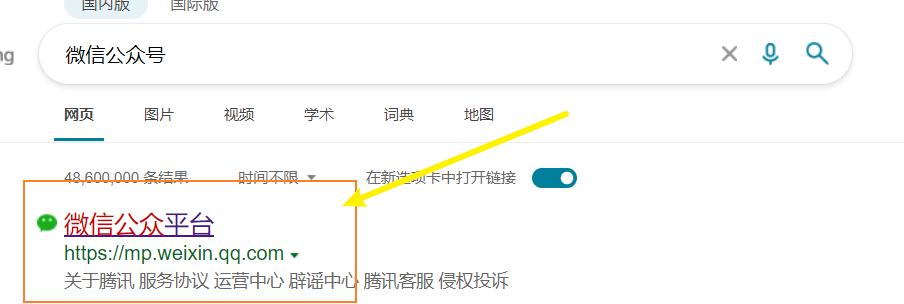 国内版 国际版
ng
微信公众号
网页 图片 视频 学术 词典 地图
48,600,000 条结果 时间不限 在新选项卡中打开链接
微信公众平台
https://mp.weixin.qq.com
关于腾讯 服务协议 运营中心 辟谣中心 腾讯客服 侵权投诉